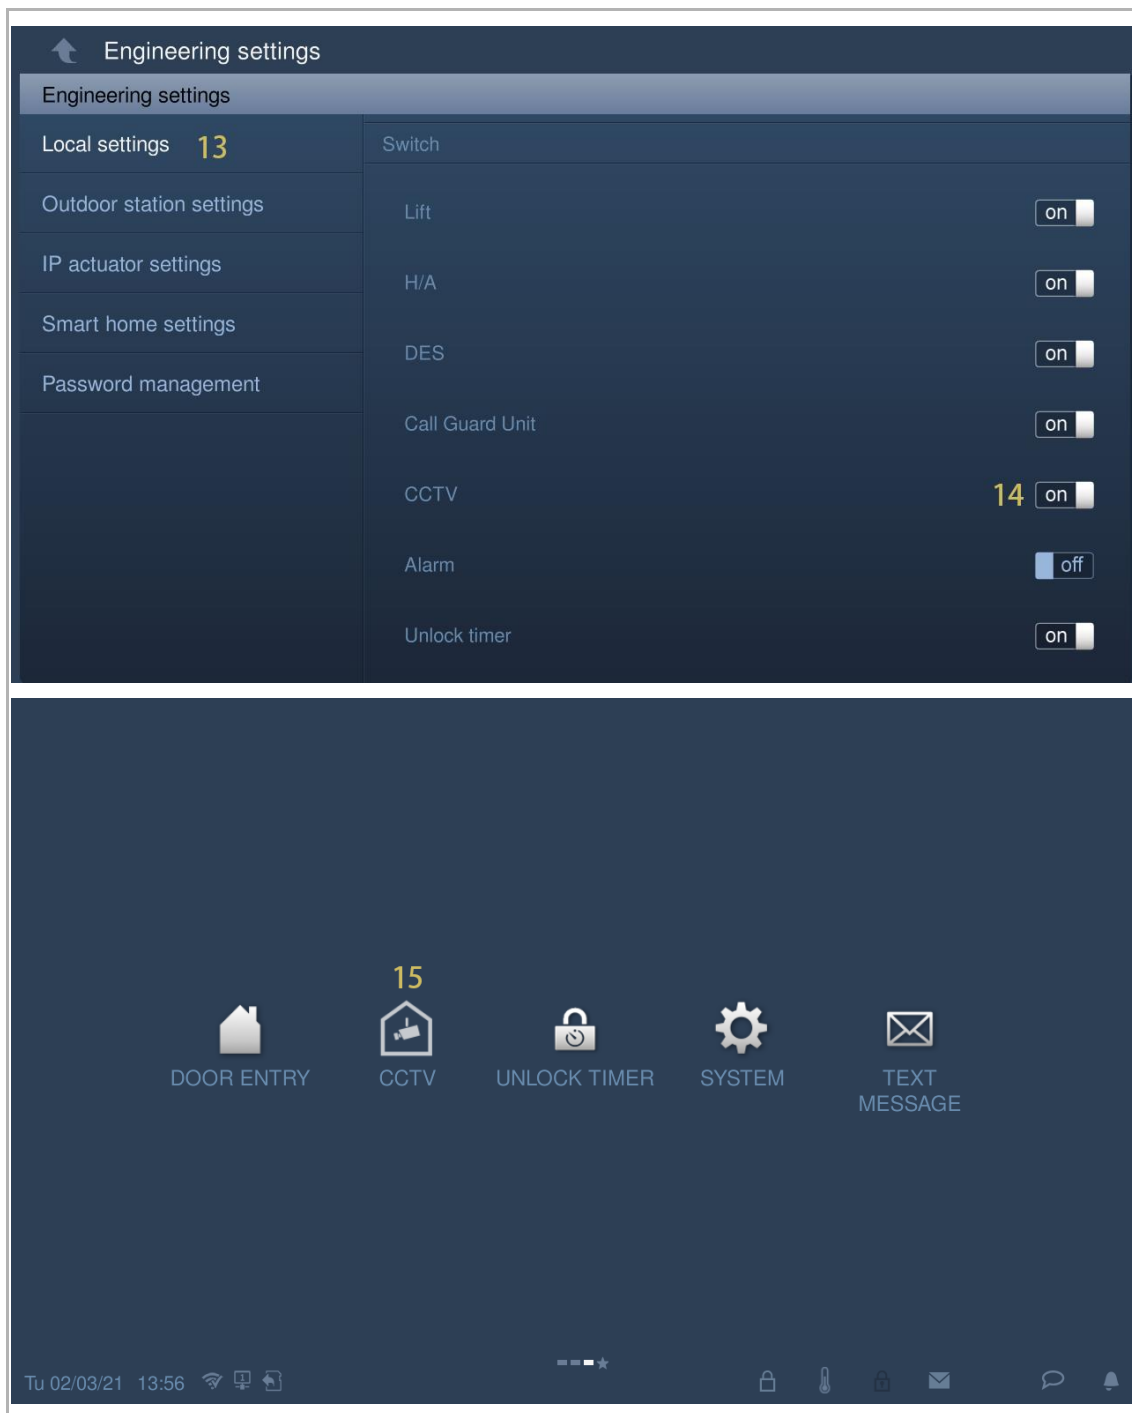 Engineering settings
Engineering settings
Local settings 13
Switch
Outdoor station settings
Lift on
IP actuator settings
H/A on
Smart home settings
DES on
Password management
Call Guard Unit on
CCTV 14 on
Alarm off
Unlock timer on
15
DOOR ENTRY CCTV UNLOCK TIMER SYSTEM TEXT
MESSAGE
Tu 02/03/21 13:56